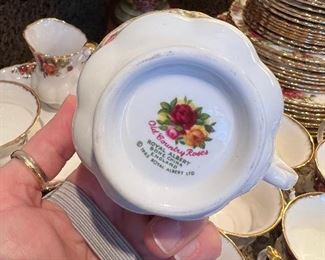 Old Country Roses
ROYAL ALBERT
BONE CHINA
ENGLAND
© 1962 ROYAL ALBERT LTD